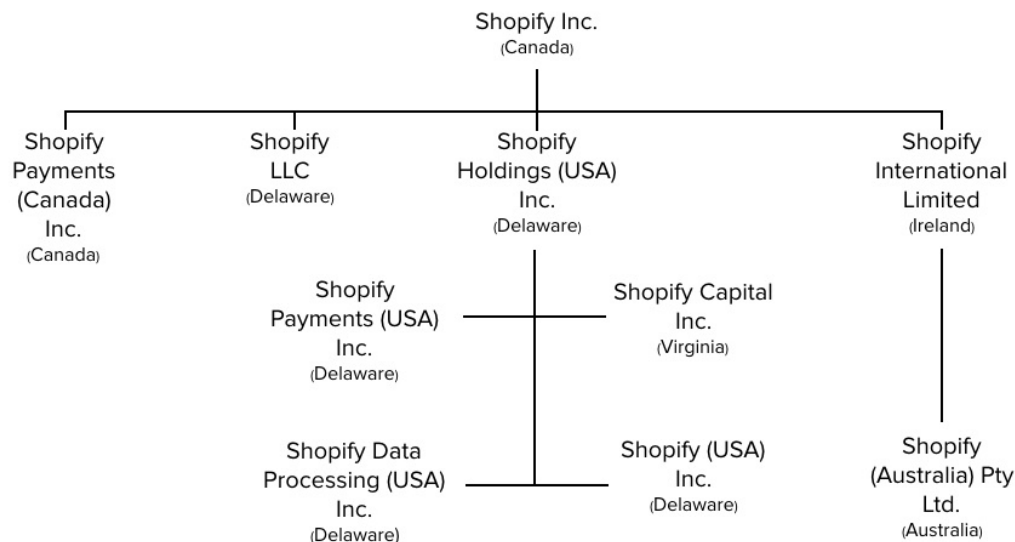 Shopify Inc.
(Canada)
Shopify
Payments
(Canada)
Inc.
(Canada)
Shopify
LLC
(Delaware)
Shopify
Holdings (USA)
Inc.
(Delaware)
Shopify
International
Limited
(Ireland)
Shopify
Payments (USA)
Inc.
(Delaware)
Shopify Capital
Inc.
(Virginia)
Shopify Data
Processing (USA)
Inc.
(Delaware)
Shopify (USA)
Inc.
(Delaware)
Shopify
(Australia) Pty
Ltd.
(Australia)